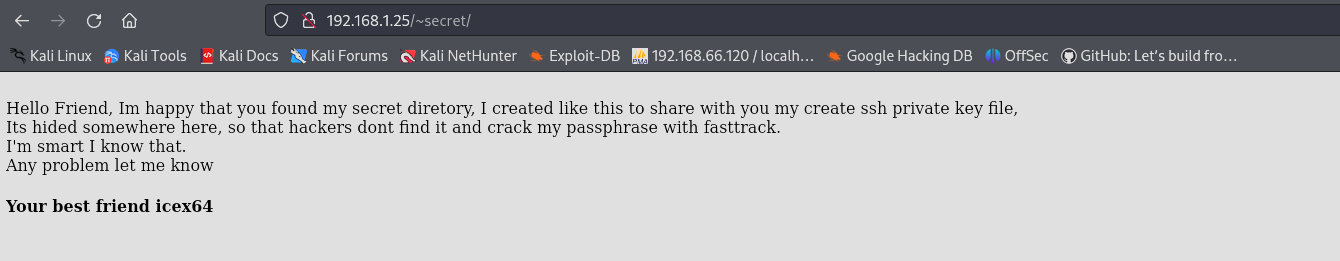 192.168.1.25/~secret/
Kali Linux Kali Tools Kali Docs Kali Forums Kali NetHunter Exploit-DB 192.168.66.120 / localh… Google Hacking DB OffSec GitHub: Let's build fro…
Hello Friend, Im happy that you found my secret diretory, I created like this to share with you my create ssh private key file,
Its hided somewhere here, so that hackers dont find it and crack my passphrase with fasttrack.
I'm smart I know that.
Any problem let me know
Your best friend icex64